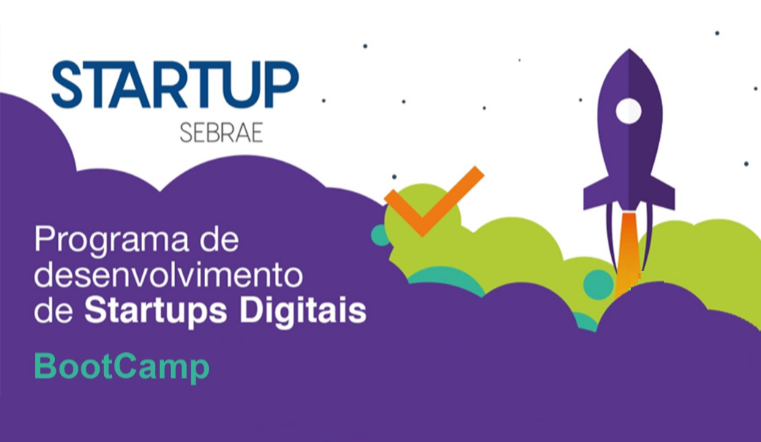 STARTUP
SEBRAE
Programa de
desenvolvimento
de Startups Digitais
BootCamp